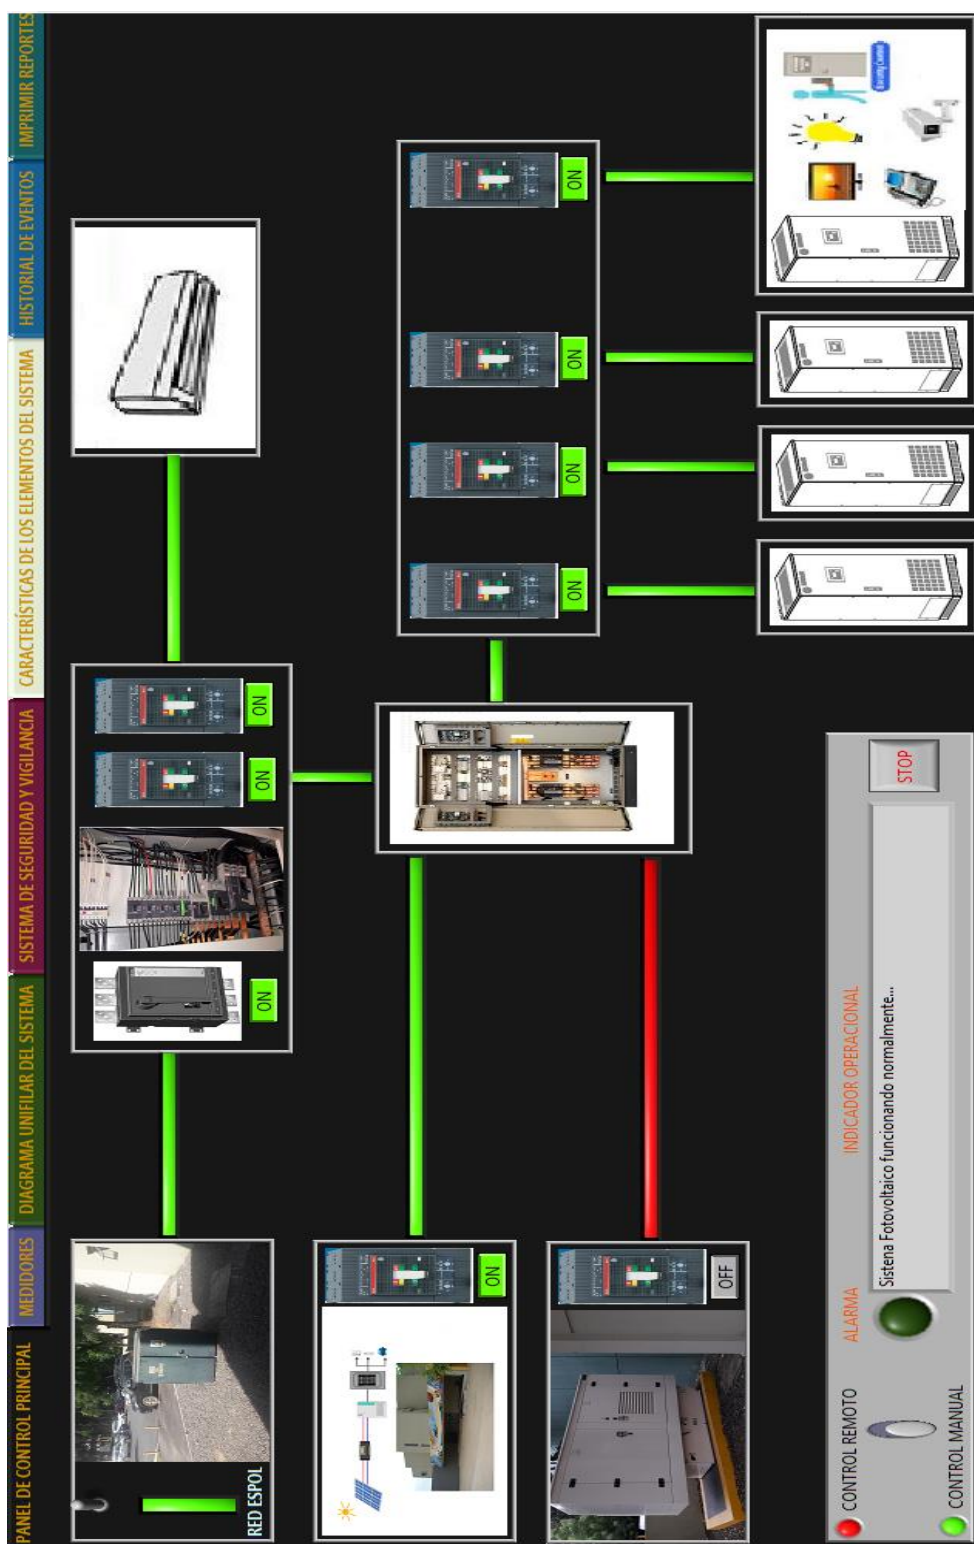 PANEL DE CONTROL PRINCIPAL
MEDIDORES
DIAGRAMA UNIFILAR DEL SISTEMA
SISTEMA DE SEGURIDAD Y VIGILANCIA
CARACTERÍSTICAS DE LOS ELEMENTOS DEL SISTEMA
HISTORIAL DE EVENTOS
IMPRIMIR REPORTES
RED ESPOL
ON
ON
ON
ON
OFF
ON
ON
ON
ON
Security Control
CONTROL REMOTO
CONTROL MANUAL
ALARMA
INDICADOR OPERACIONAL
Sistena Fotovoltaico funcionando normalmente...
STOP